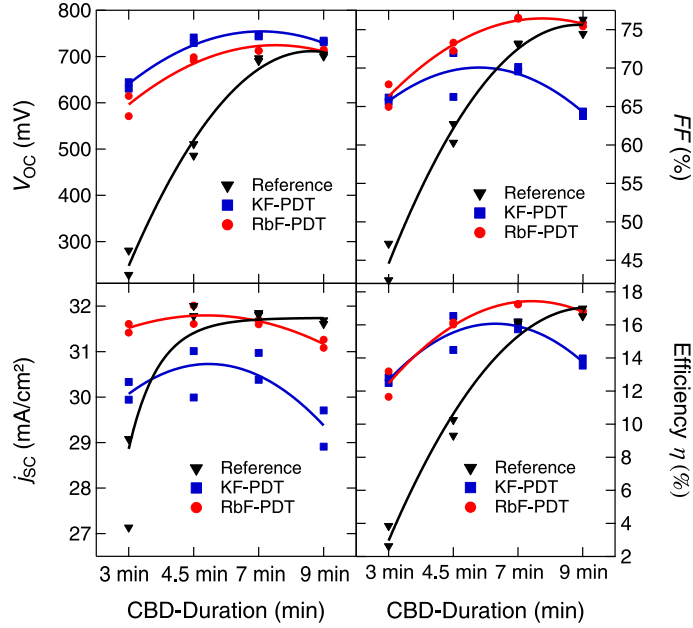 800
700
600
500
400
300
V_OC (mV)
Reference
KF-PDT
RbF-PDT
75
70
65
60
55
50
45
FF (%)
Reference
KF-PDT
RbF-PDT
32
31
30
29
28
27
j_SC (mA/cm²)
Reference
KF-PDT
RbF-PDT
3 min 4.5 min 7 min 9 min
CBD-Duration (min)
18
16
14
12
10
8
6
4
2
Efficiency η (%)
Reference
KF-PDT
RbF-PDT
3 min 4.5 min 7 min 9 min
CBD-Duration (min)